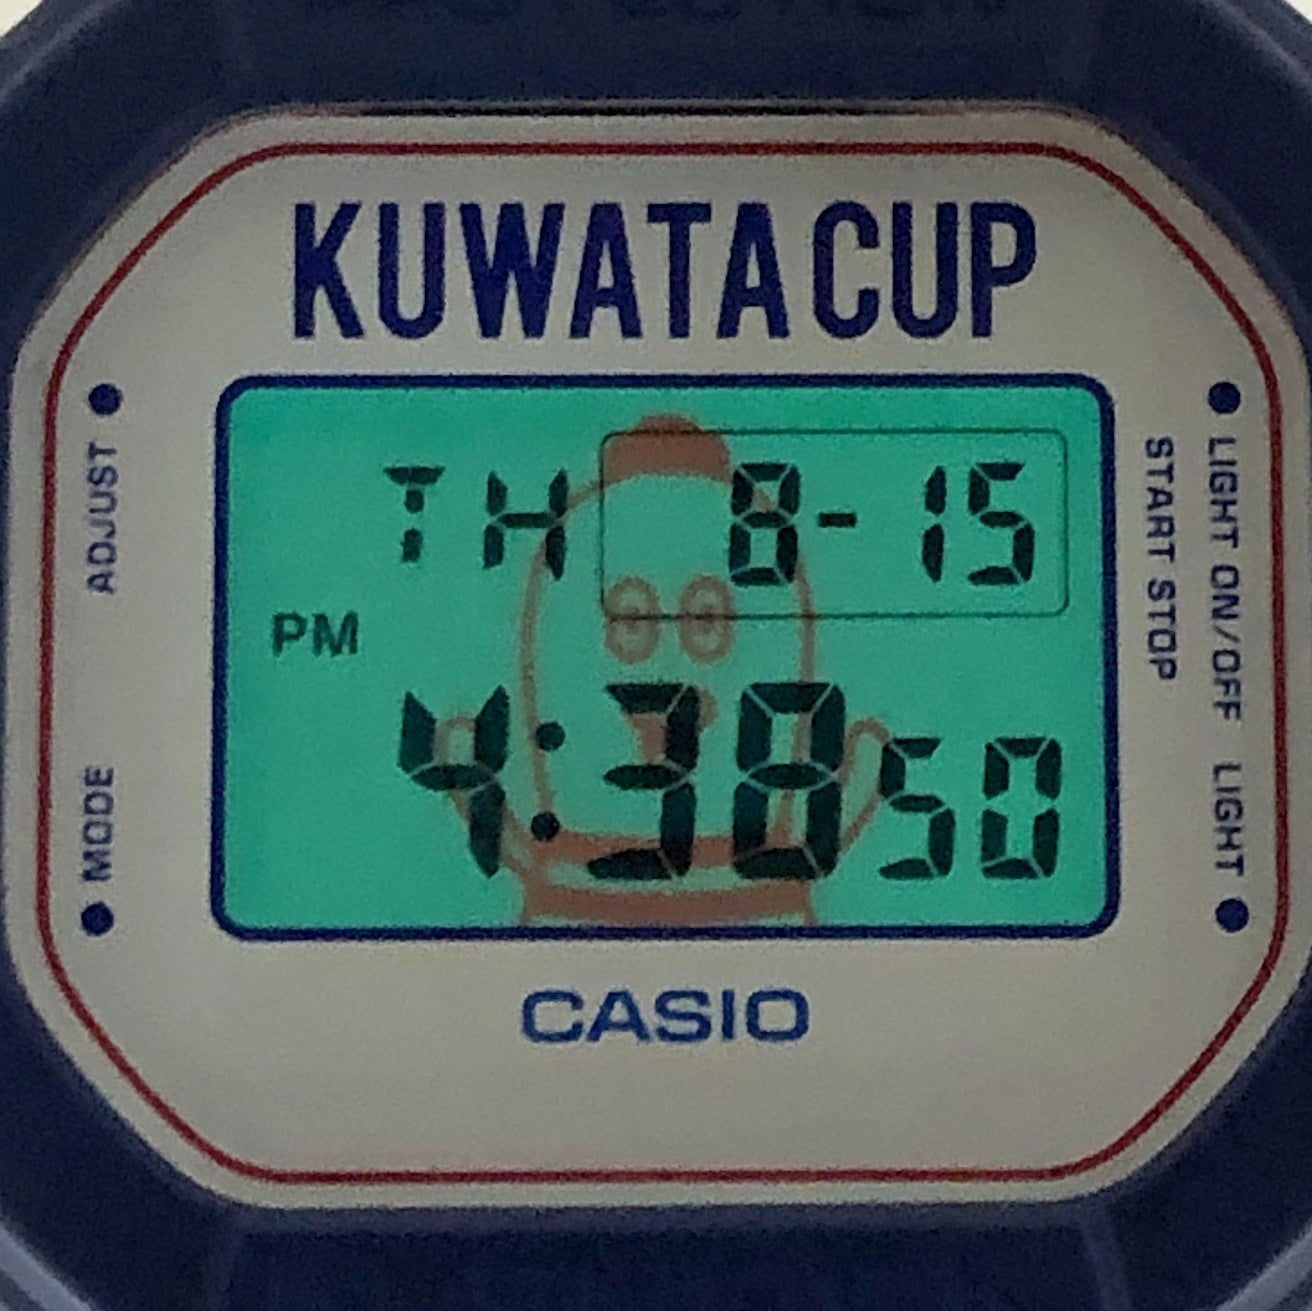 KUWATA CUP
ADJUST
MODE
LIGHT ON/OFF LIGHT
START STOP
TH 8-15
PM
4:38 50
CASIO